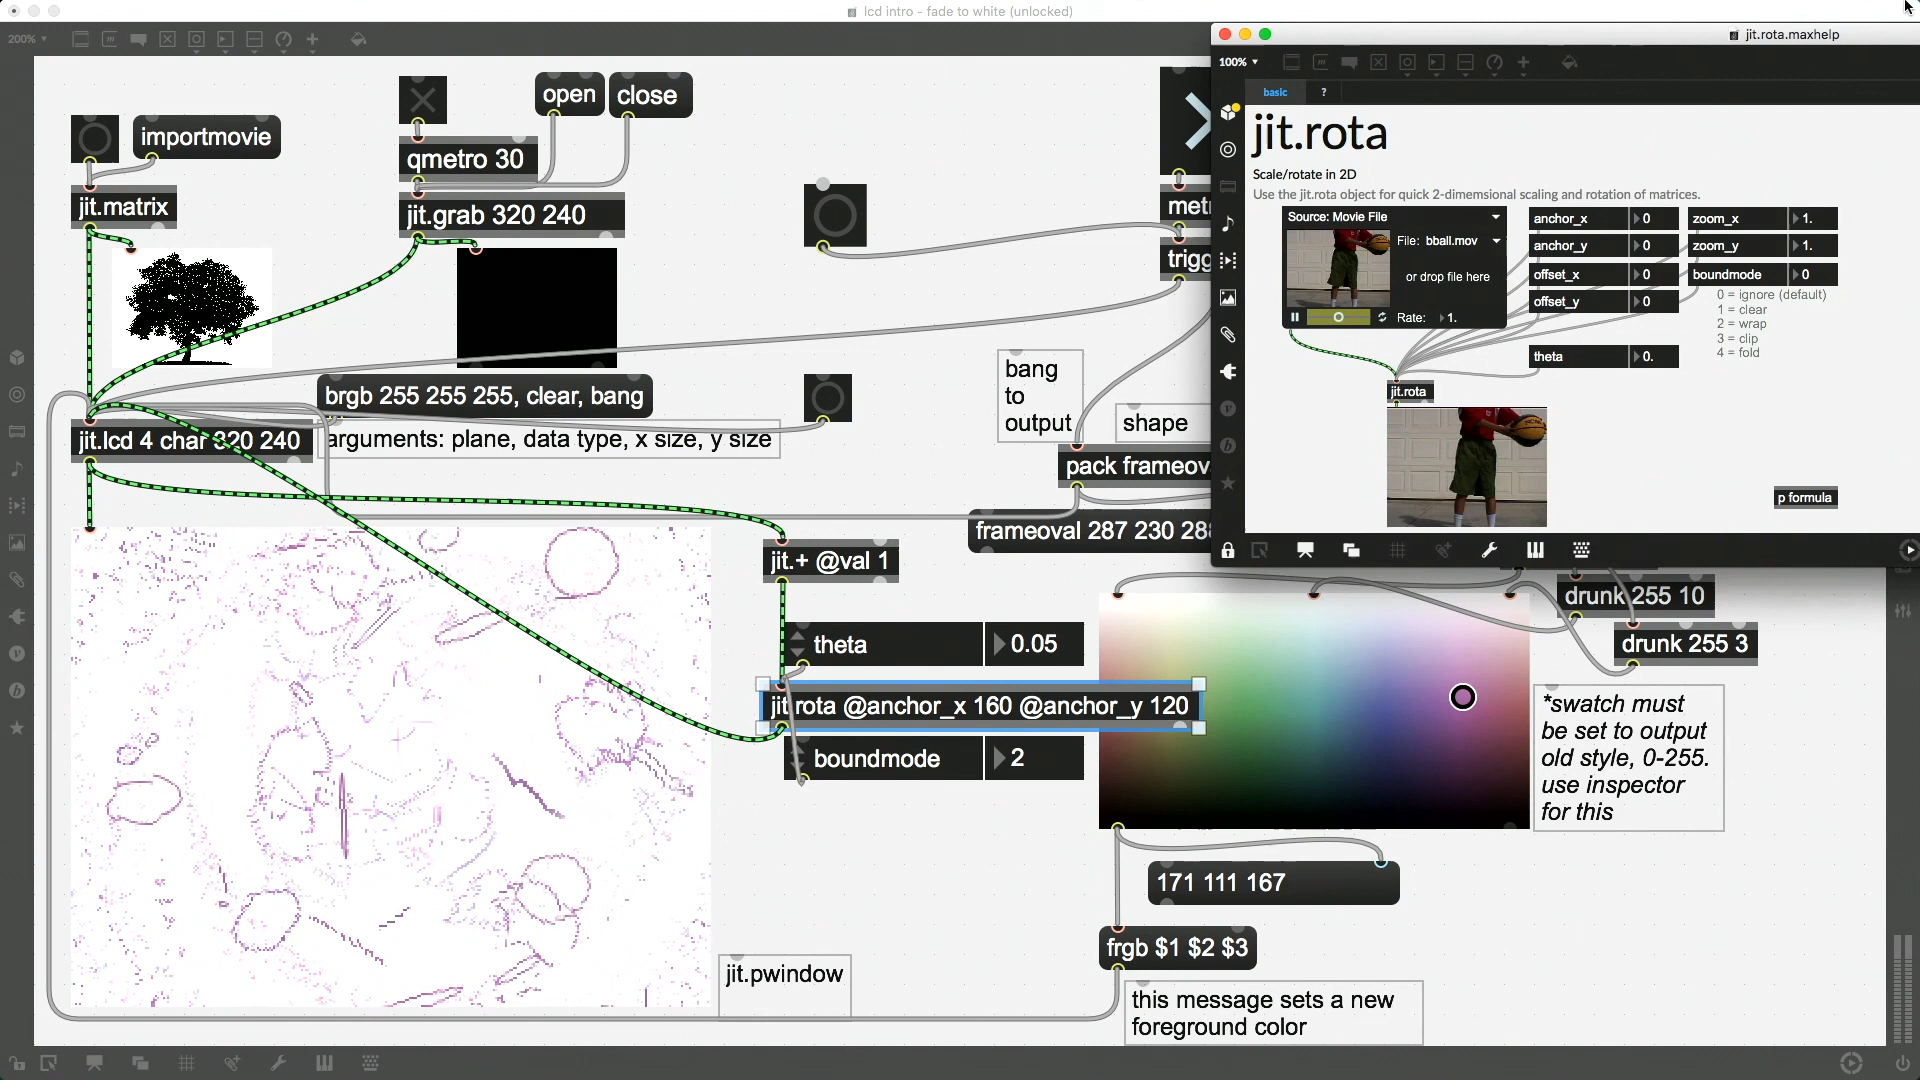 lcd intro - fade to white (unlocked)
200%
open
close
importmovie
qmetro 30
jit.matrix
jit.grab 320 240
brgb 255 255 255, clear, bang
jit.lcd 4 char 320 240
arguments: plane, data type, x size, y size
bang
to
output
shape
pack frameov
frameoval 287 230 288
metr
trigg
jit.+ @val 1
theta
0.05
jit.rota @anchor_x 160 @anchor_y 120
boundmode
2
jit.pwindow
drunk 255 10
drunk 255 3
*swatch must
be set to output
old style, 0-255.
use inspector
for this
171 111 167
frgb $1 $2 $3
this message sets a new
foreground color
jit.rota.maxhelp
100%
basic
?
jit.rota
Scale/rotate in 2D
Use the jit.rota object for quick 2-dimemsional scaling and rotation of matrices.
Source: Movie File
File: bball.mov
or drop file here
Rate:
1.
anchor_x 0
anchor_y 0
offset_x 0
offset_y 0
theta 0.
zoom_x 1.
zoom_y 1.
boundmode 0
0 = ignore (default)
1 = clear
2 = wrap
3 = clip
4 = fold
jit.rota
p formula